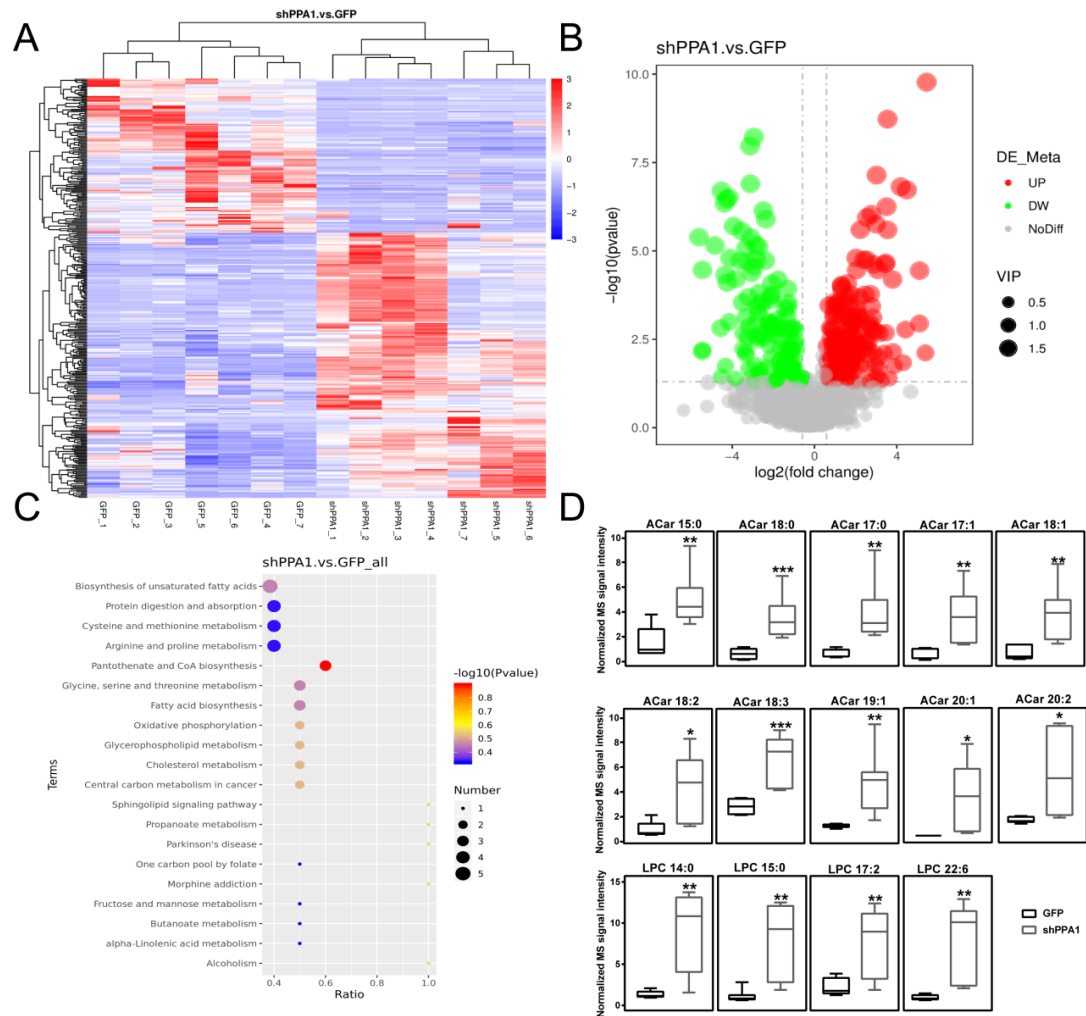 A
shPPA1.vs.GFP
3
2
1
0
−1
−2
−3
GFP_1
GFP_2
GFP_3
GFP_5
GFP_6
GFP_4
GFP_7
shPPA1_1
shPPA1_2
shPPA1_3
shPPA1_4
shPPA1_7
shPPA1_5
shPPA1_6
B
shPPA1.vs.GFP
10.0
7.5
5.0
2.5
0.0
−log10(pvalue)
−4
0
4
log2(fold change)
DE_Meta
UP
DW
NoDiff
VIP
0.5
1.0
1.5
C
shPPA1.vs.GFP_all
Terms
Biosynthesis of unsaturated fatty acids
Protein digestion and absorption
Cysteine and methionine metabolism
Arginine and proline metabolism
Pantothenate and CoA biosynthesis
Glycine, serine and threonine metabolism
Fatty acid biosynthesis
Oxidative phosphorylation
Glycerophospholipid metabolism
Cholesterol metabolism
Central carbon metabolism in cancer
Sphingolipid signaling pathway
Propanoate metabolism
Parkinson's disease
One carbon pool by folate
Morphine addiction
Fructose and mannose metabolism
Butanoate metabolism
alpha-Linolenic acid metabolism
Alcoholism
0.4
0.6
0.8
1.0
Ratio
-log10(Pvalue)
0.9
0.8
0.7
0.6
0.5
0.4
Number
1
2
3
4
5
D
ACar 15:0 ACar 18:0 ACar 17:0 ACar 17:1 ACar 18:1
** *** ** ** **
Normalized MS signal intensity
10
8
6
4
2
0
ACar 18:2 ACar 18:3 ACar 19:1 ACar 20:1 ACar 20:2
* *** ** * *
Normalized MS signal intensity
10
8
6
4
2
0
LPC 14:0 LPC 15:0 LPC 17:2 LPC 22:6
** ** ** **
Normalized MS signal intensity
15
10
5
0
GFP
shPPA1